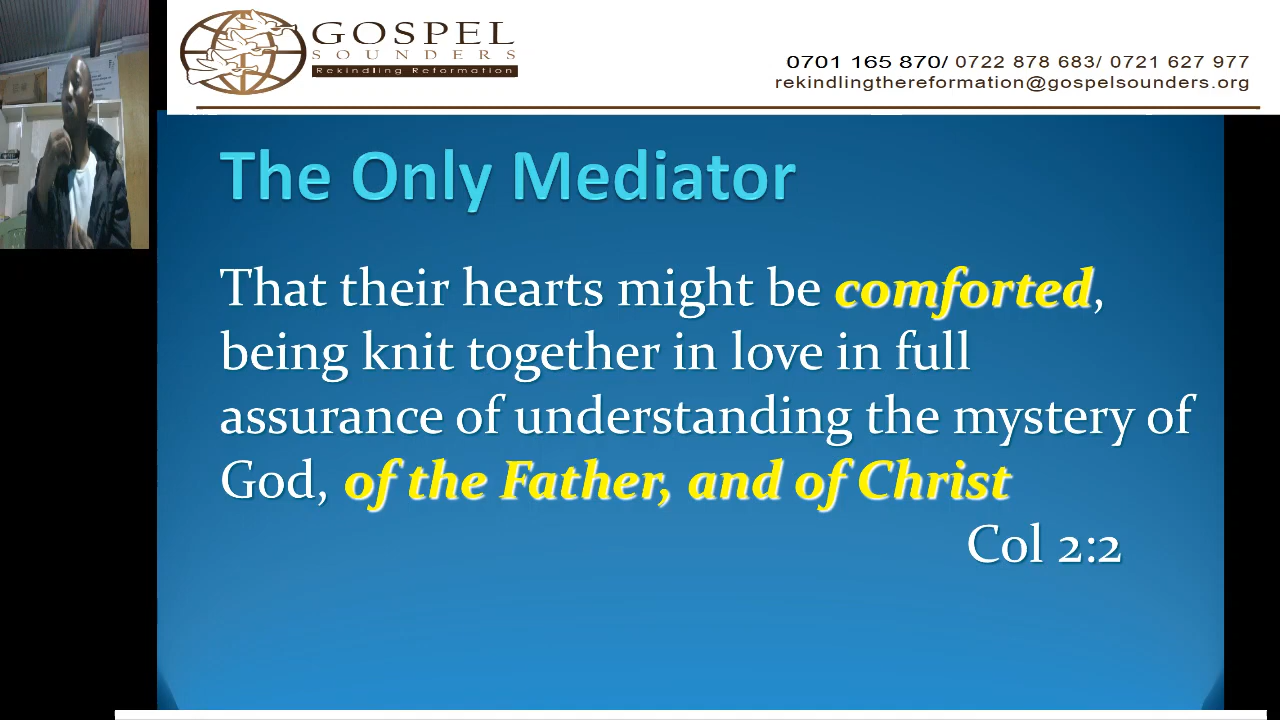 GOSPEL
SOUNDERS
Rekindling Reformation
0701 165 870/ 0722 878 683/ 0721 627 977
rekindlingthereformation@gospelsounders.org
The Only Mediator
That their hearts might be comforted,
being knit together in love in full
assurance of understanding the mystery of
God, of the Father, and of Christ
Col 2:2